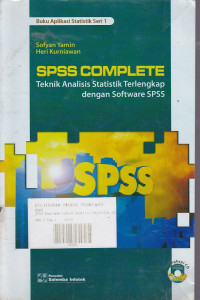 Buku Aplikasi Statistik Seri 1
Sofyan Yamin
Heri Kurniawan
SPSS COMPLETE
Teknik Analisis Statistik Terlengkap
dengan Software SPSS
SPSS
Penerbit
Salemba Infotek